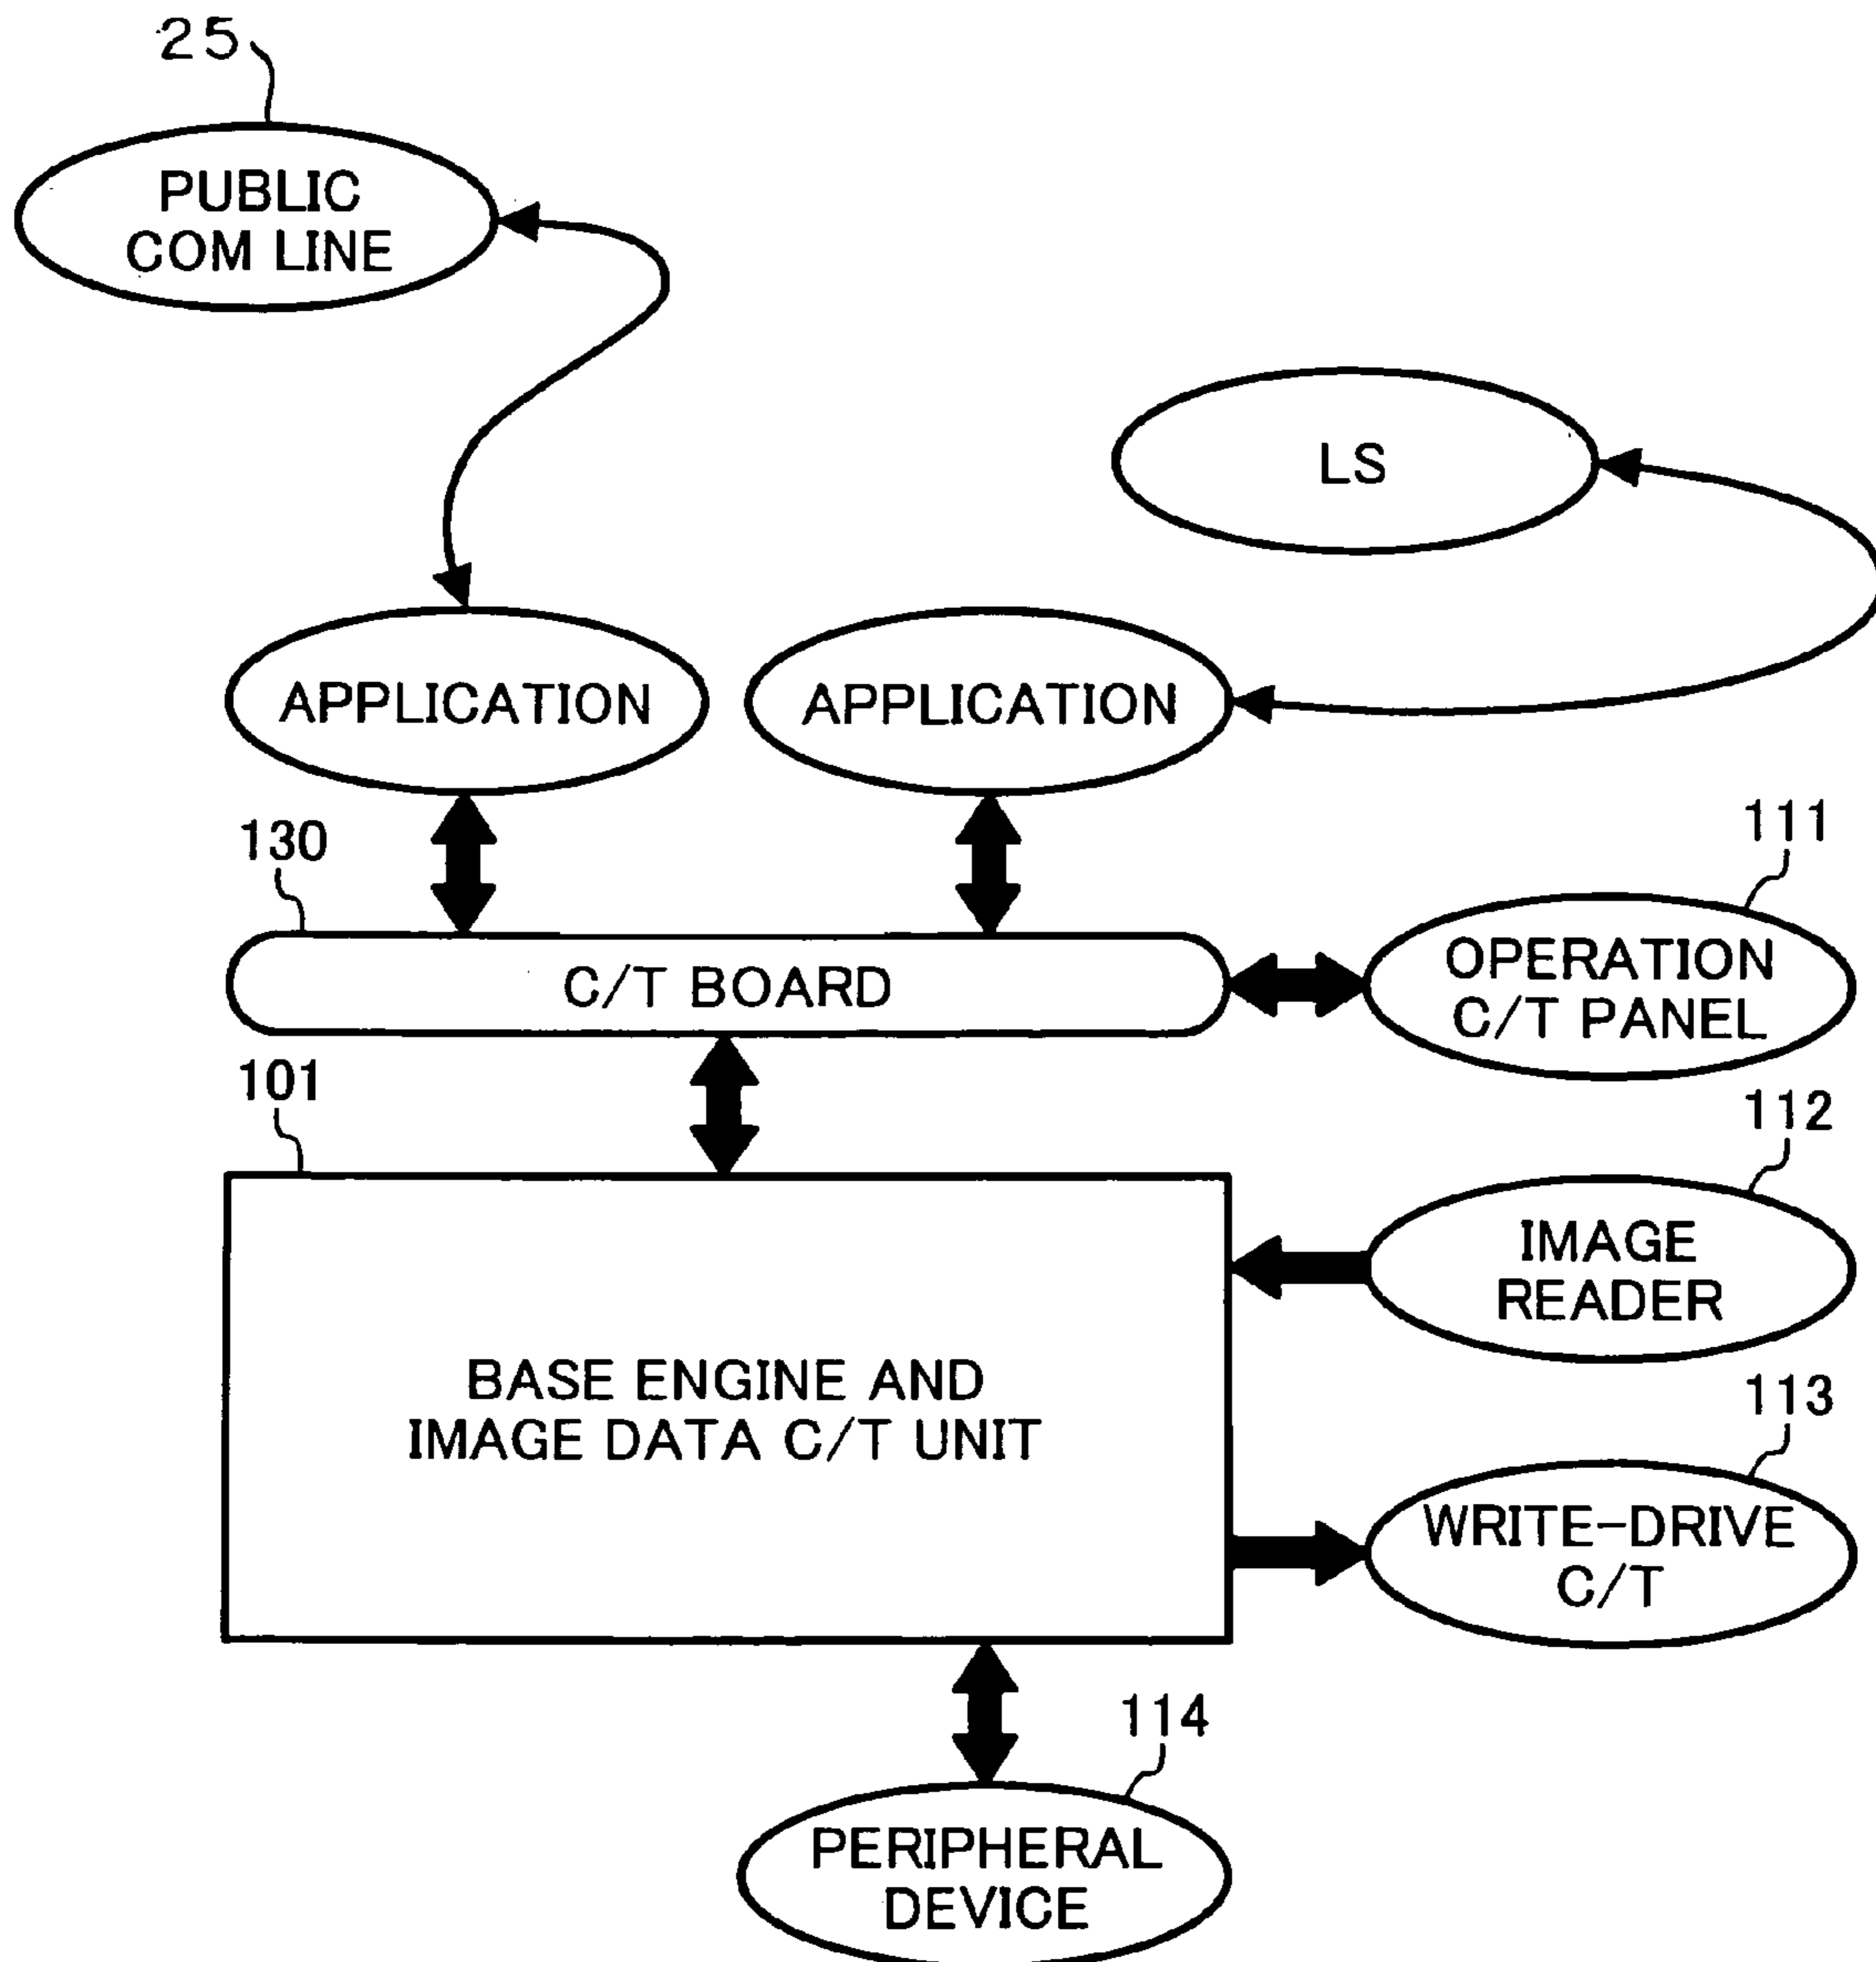 25
PUBLIC
COM LINE
LS
APPLICATION
APPLICATION
130
111
C/T BOARD
OPERATION
C/T PANEL
101
112
IMAGE
READER
BASE ENGINE AND
IMAGE DATA C/T UNIT
113
WRITE-DRIVE
C/T
114
PERIPHERAL
DEVICE